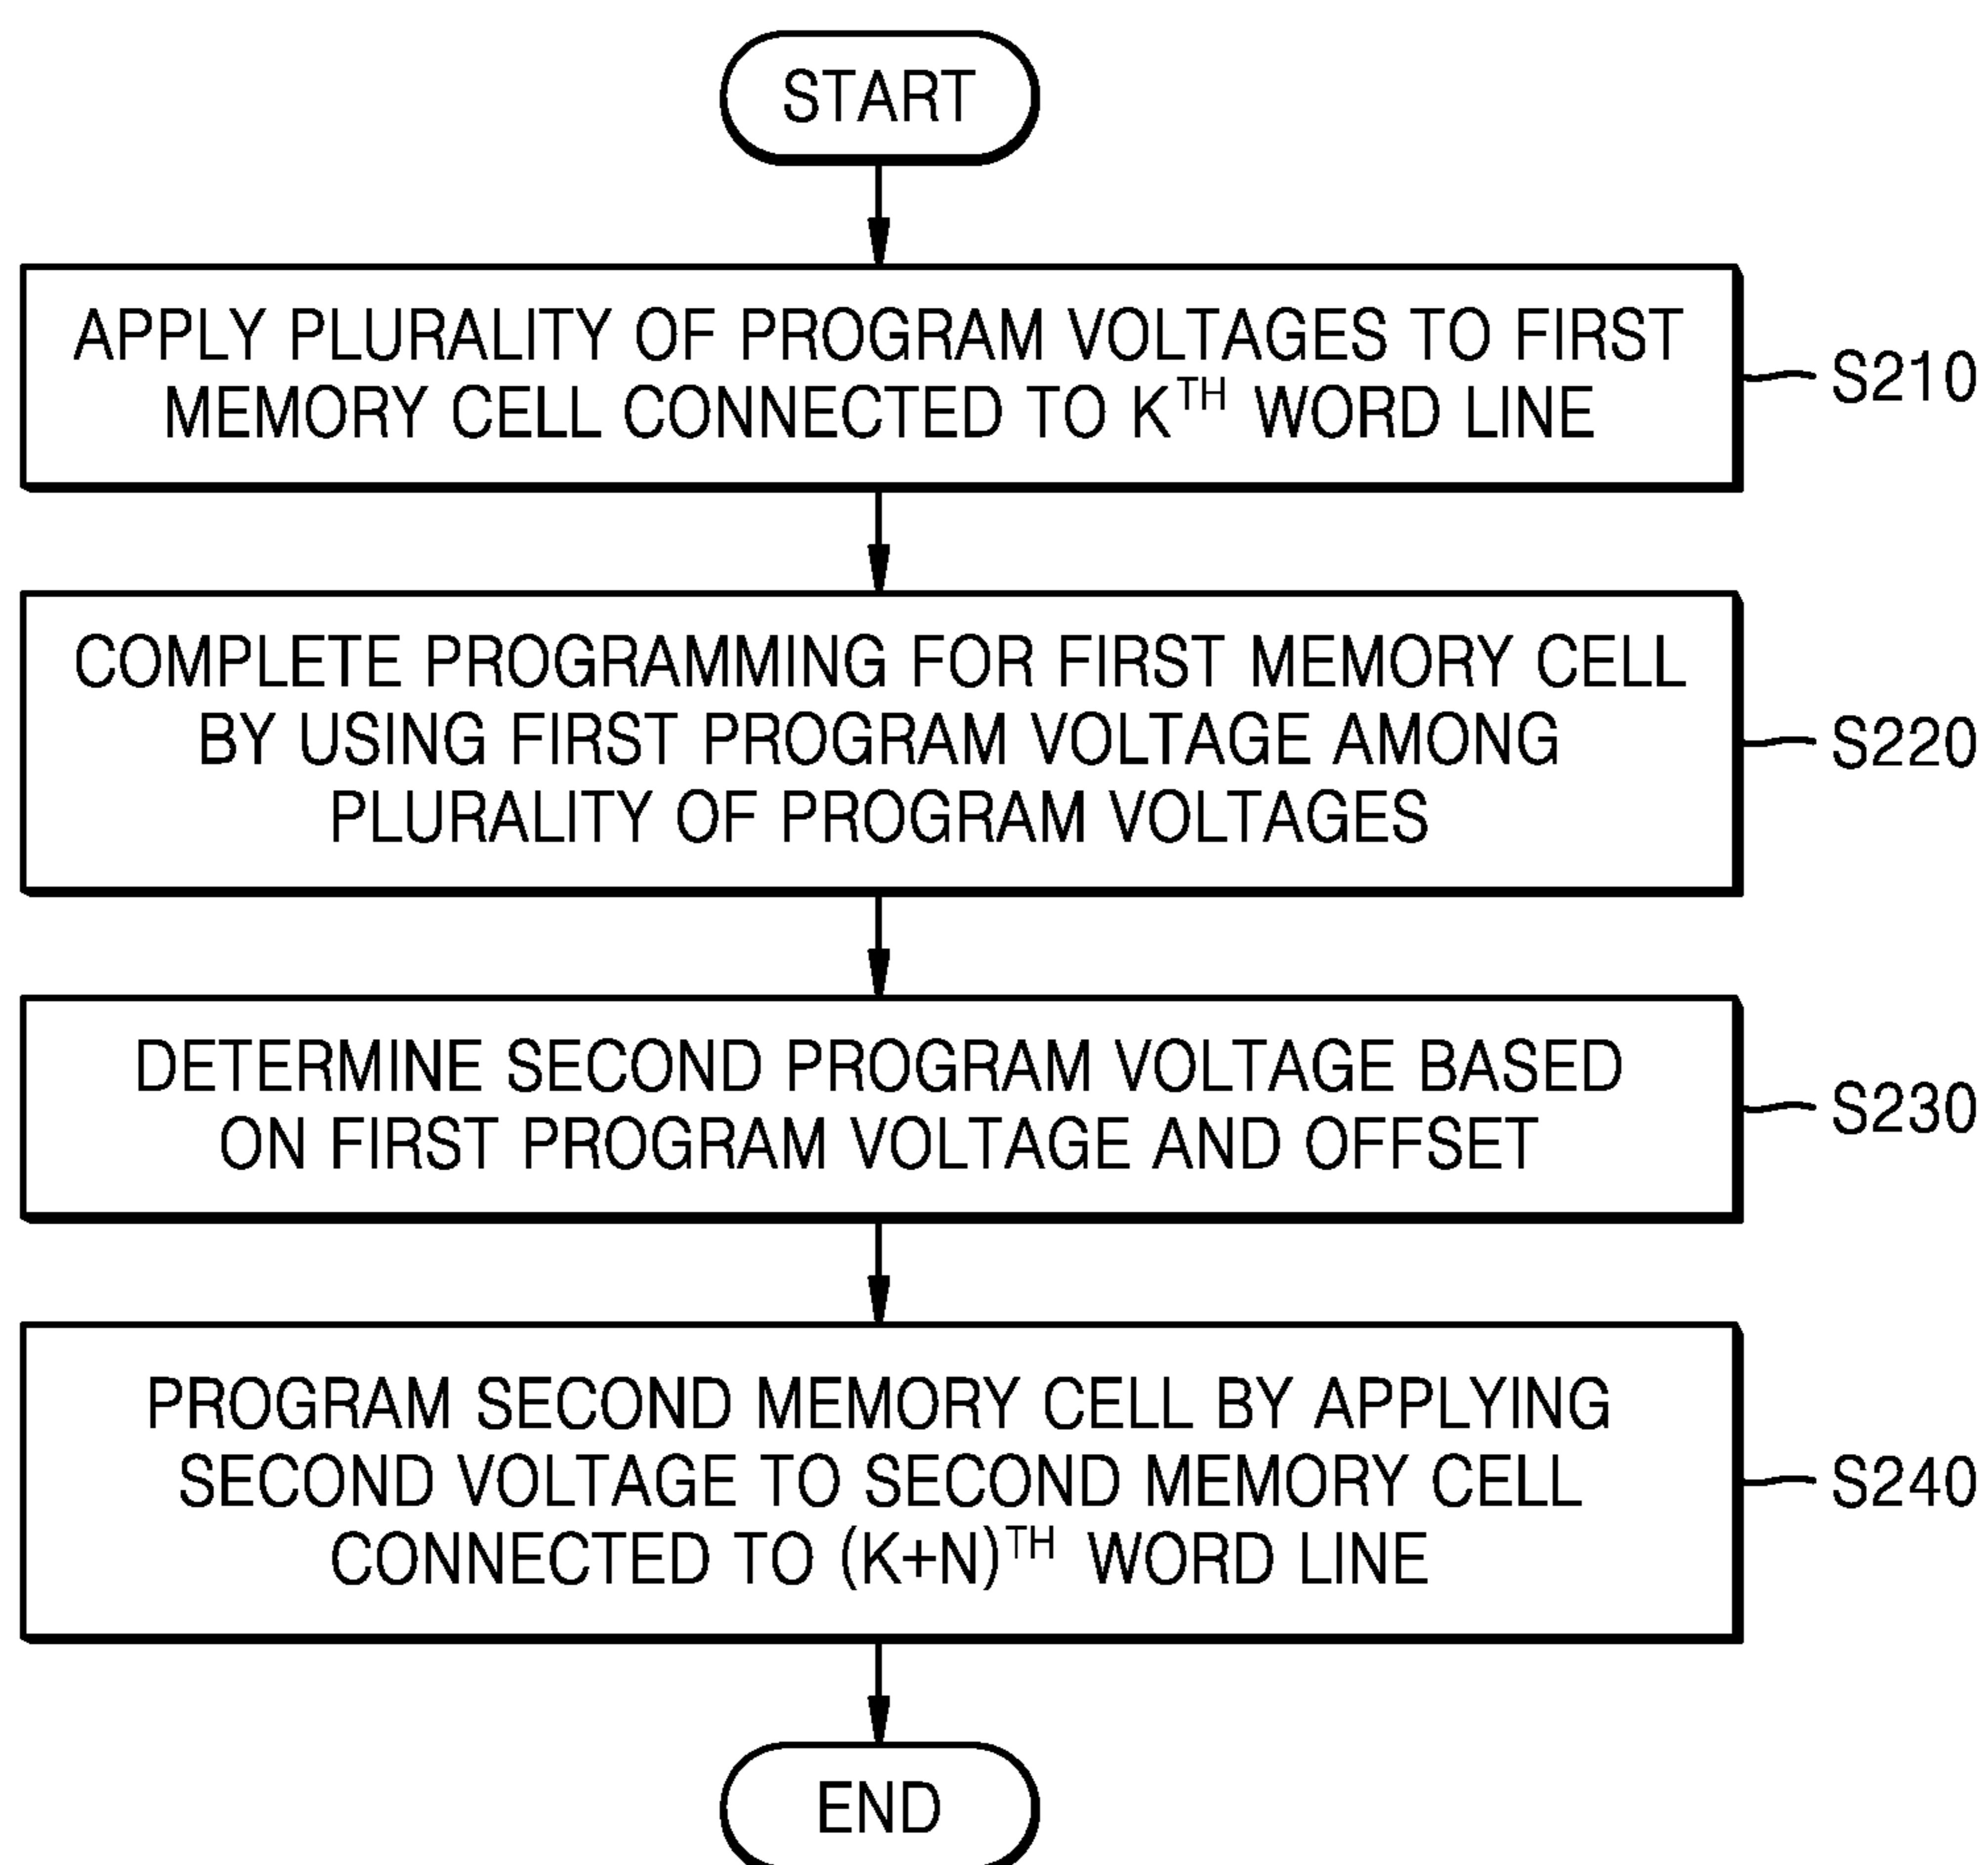 START
APPLY PLURALITY OF PROGRAM VOLTAGES TO FIRST
MEMORY CELL CONNECTED TO K^TH WORD LINE
S210
COMPLETE PROGRAMMING FOR FIRST MEMORY CELL
BY USING FIRST PROGRAM VOLTAGE AMONG
PLURALITY OF PROGRAM VOLTAGES
S220
DETERMINE SECOND PROGRAM VOLTAGE BASED
ON FIRST PROGRAM VOLTAGE AND OFFSET
S230
PROGRAM SECOND MEMORY CELL BY APPLYING
SECOND VOLTAGE TO SECOND MEMORY CELL
CONNECTED TO (K+N)^TH WORD LINE
S240
END